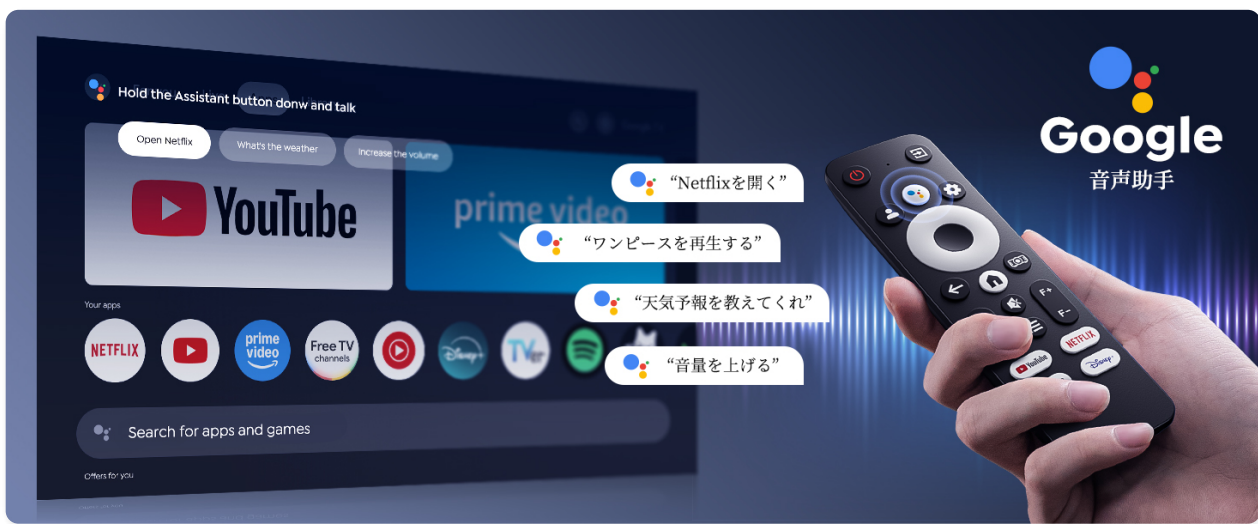 Hold the Assistant button donw and talk
Open Netflix
What's the weather
Increase the volume
YouTube
prime video
Your apps
NETFLIX
prime
video
Free TV
channels
Disney+
TVer
Search for apps and games
Offers for you
“Netflixを開く”
“ワンピースを再生する”
“天気予報を教えてくれ”
“音量を上げる”
Google
音声助手
F+
F-
NETFLIX
YouTube
Disney+